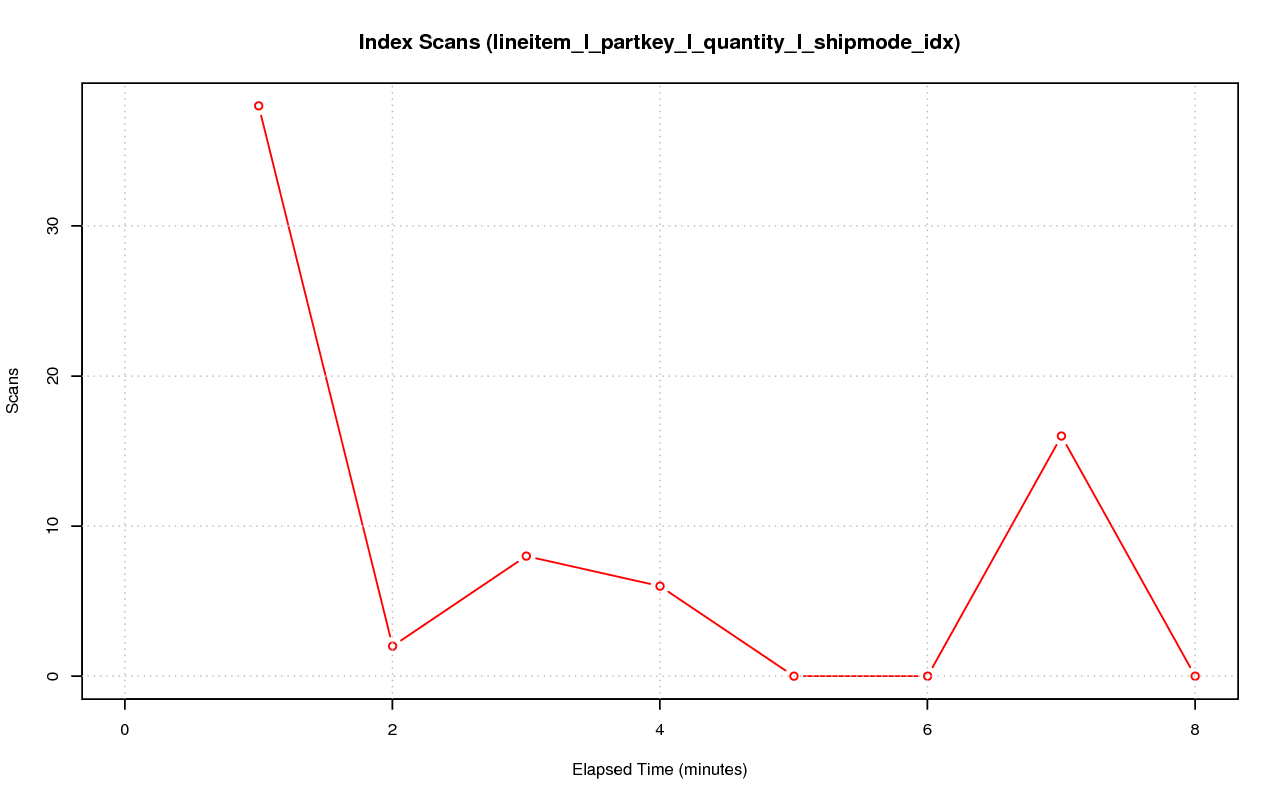 Index Scans (lineitem_l_partkey_l_quantity_l_shipmode_idx)
Scans
30
20
10
0
0 2 4 6 8
Elapsed Time (minutes)